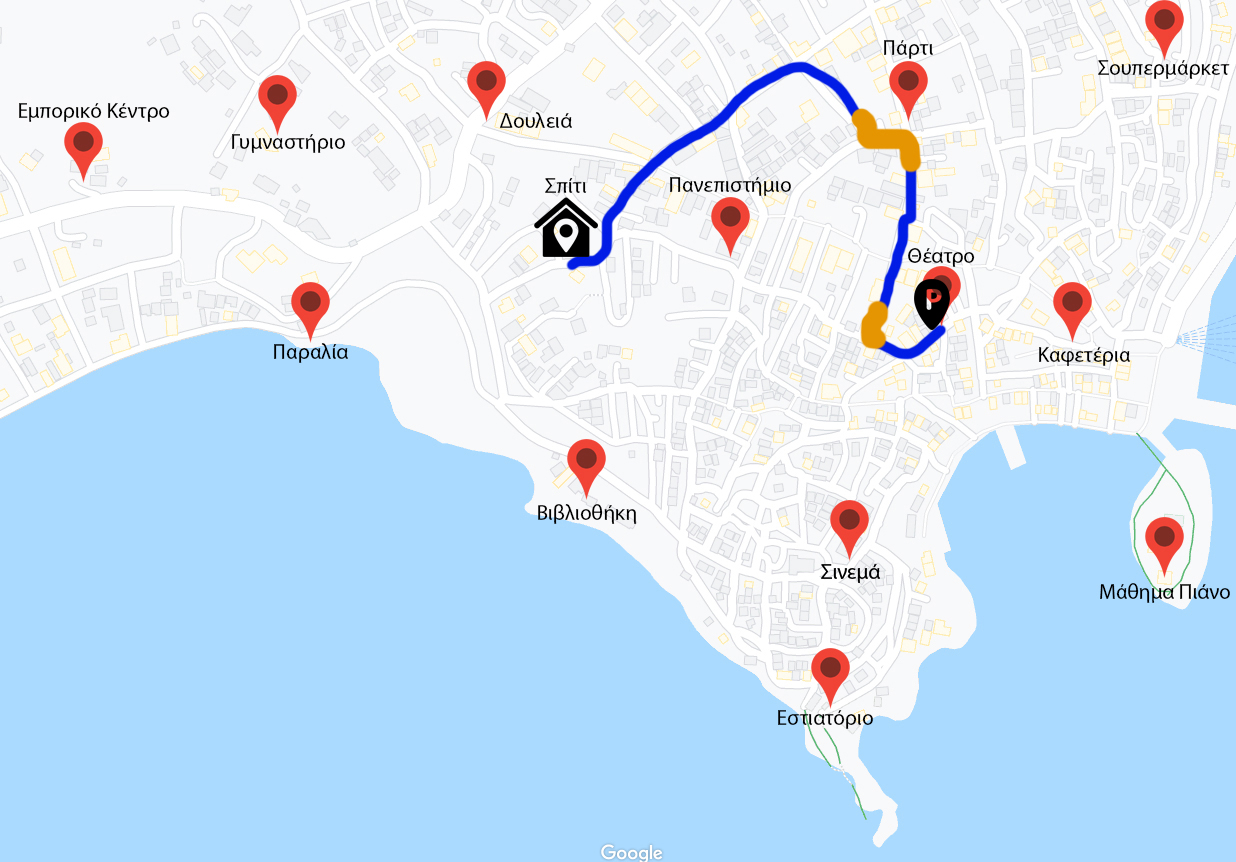 Πάρτι
Σουπερμάρκετ
Εμπορικό Κέντρο
Γυμναστήριο
Δουλειά
Σπίτι
Πανεπιστήμιο
Θέατρο
P
Παραλία
Καφετέρια
Βιβλιοθήκη
Σινεμά
Μάθημα Πιάνο
Εστιατόριο
Google